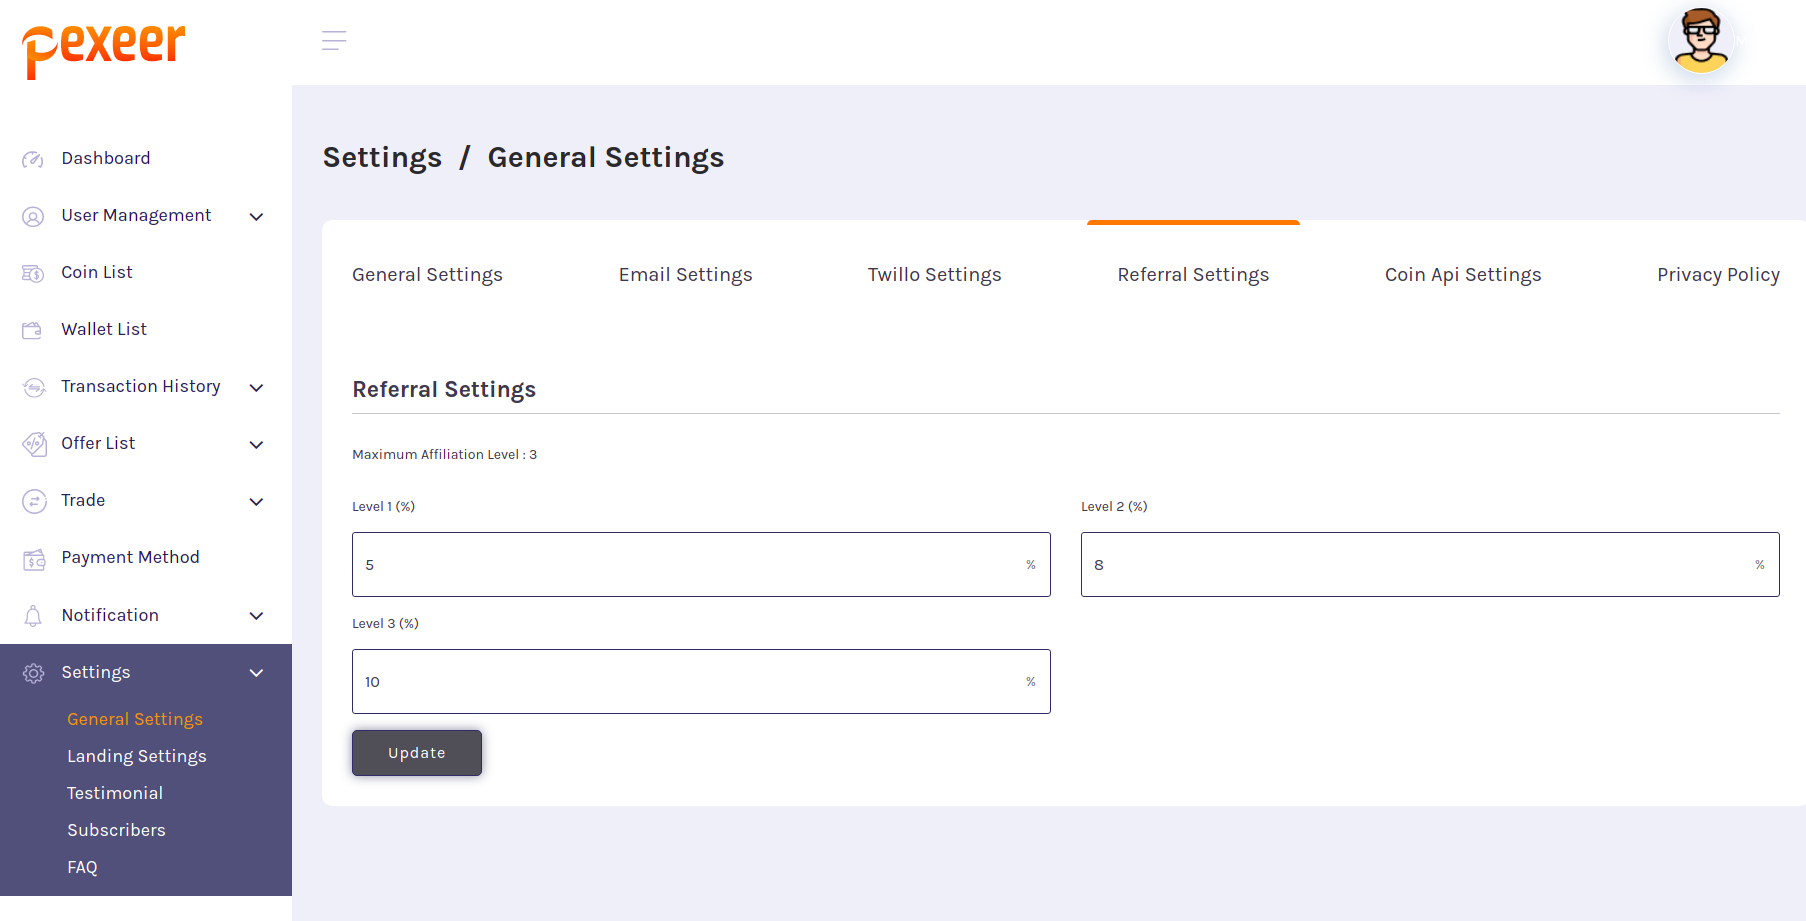 pexeer
Dashboard
User Management
Coin List
Wallet List
Transaction History
Offer List
Trade
Payment Method
Notification
Settings
General Settings
Landing Settings
Testimonial
Subscribers
FAQ
Settings / General Settings
General Settings Email Settings Twillo Settings Referral Settings Coin Api Settings Privacy Policy
Referral Settings
Maximum Affiliation Level : 3
Level 1 (%) Level 2 (%)
5 % 8 %
Level 3 (%)
10 %
Update